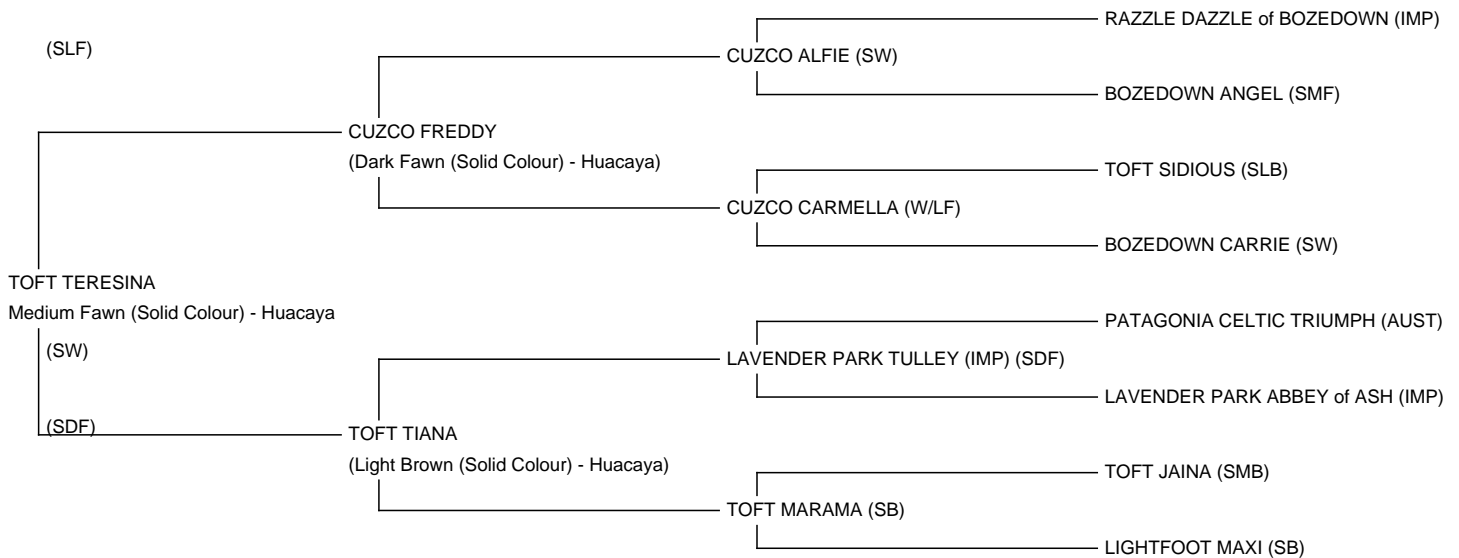 RAZZLE DAZZLE of BOZEDOWN (IMP)
(SLF)
CUZCO ALFIE (SW)
BOZEDOWN ANGEL (SMF)
CUZCO FREDDY
(Dark Fawn (Solid Colour) - Huacaya)
TOFT SIDIOUS (SLB)
CUZCO CARMELLA (W/LF)
BOZEDOWN CARRIE (SW)
TOFT TERESINA
Medium Fawn (Solid Colour) - Huacaya
PATAGONIA CELTIC TRIUMPH (AUST)
(SW)
LAVENDER PARK TULLEY (IMP) (SDF)
LAVENDER PARK ABBEY of ASH (IMP)
(SDF)
TOFT TIANA
(Light Brown (Solid Colour) - Huacaya)
TOFT JAINA (SMB)
TOFT MARAMA (SB)
LIGHTFOOT MAXI (SB)